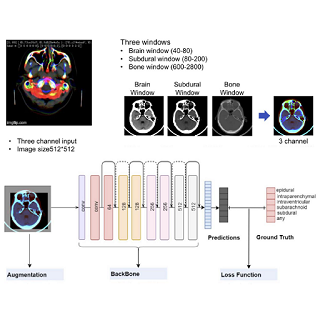 Three windows
• Brain window (40-80)
• Subdural window (80-200)
• Bone window (600-2800)
Brain Window
Subdural Window
Bone Window
imgflip.com
3 channel
• Three channel input
• Image size512*512
conv
conv
64
128
128
256
256
512
512
epidural
intraparenchymal
intraventricular
subarachnoid
subdural
any
Predictions
Ground Truth
Augmentation
BackBone
Loss Function